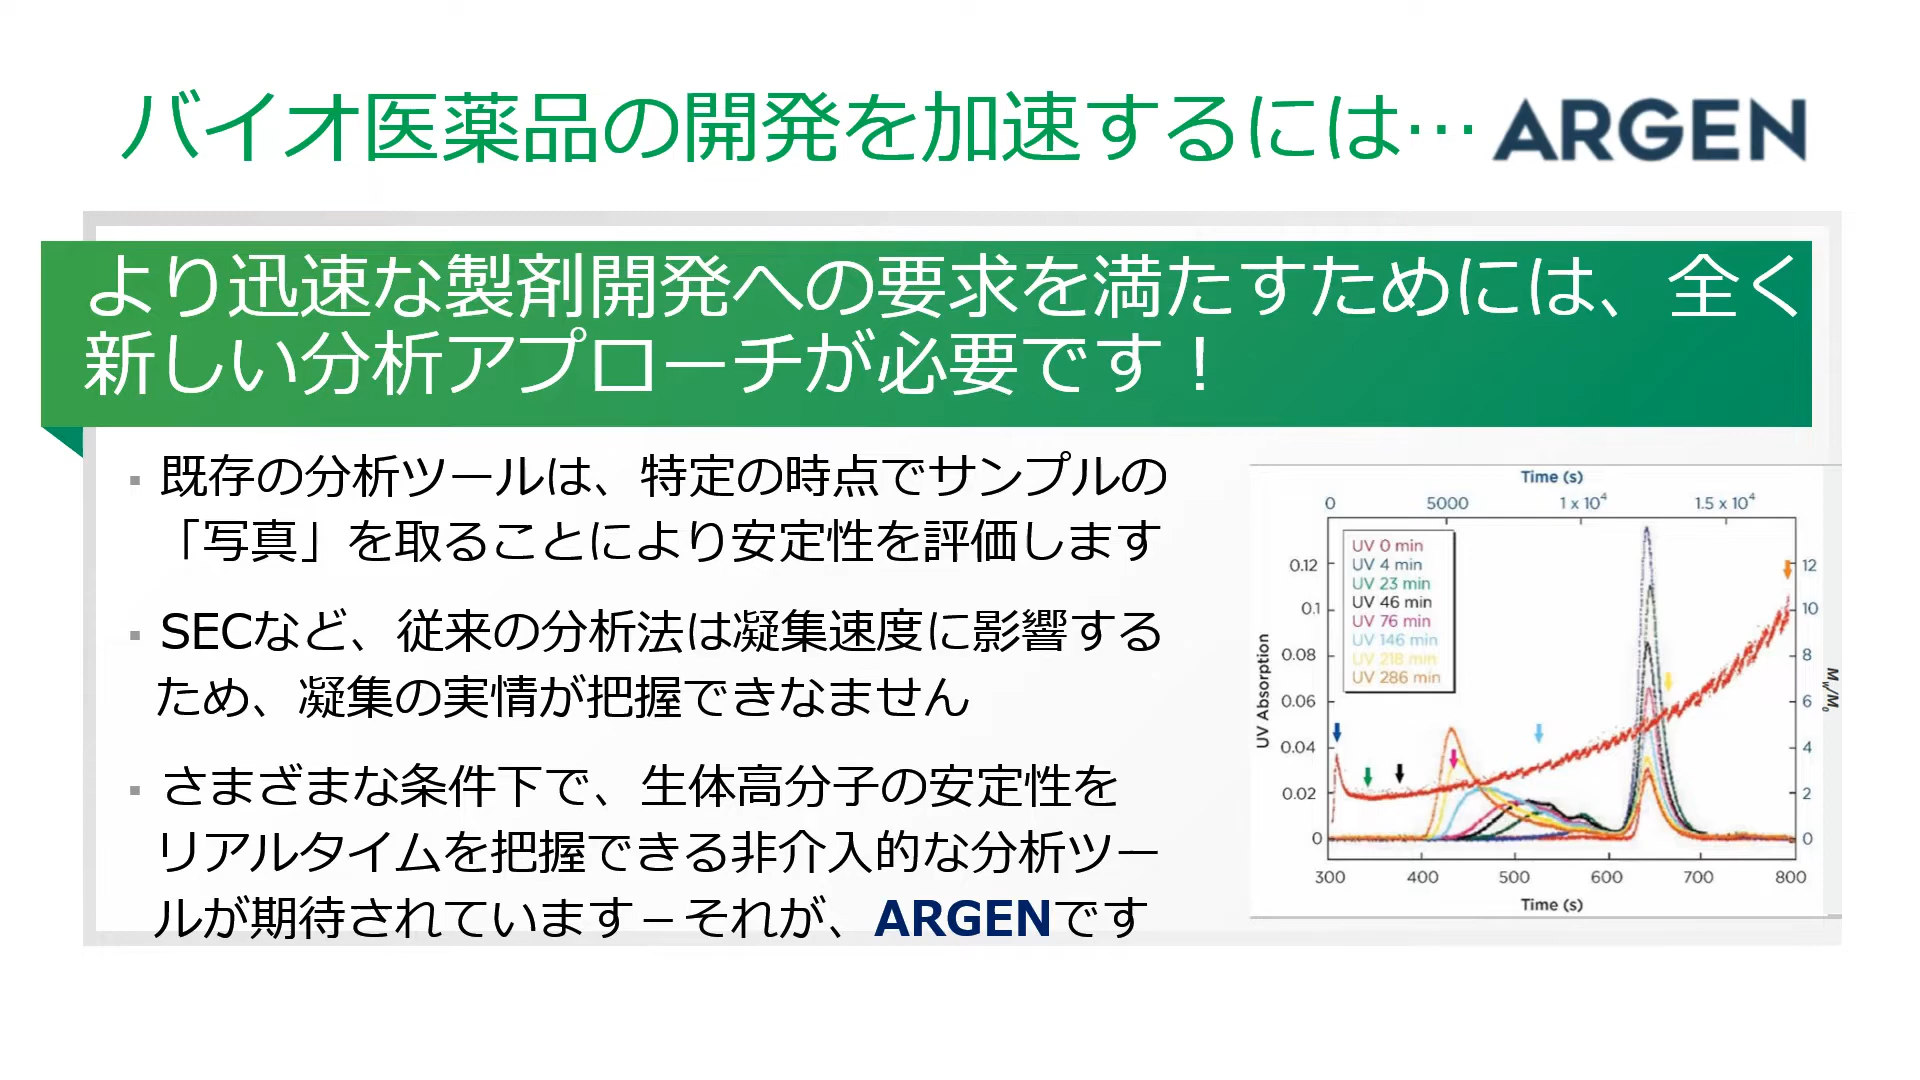 バイオ医薬品の開発を加速するには… ARGEN
より迅速な製剤開発への要求を満たすためには、全く
新しい分析アプローチが必要です！
▪ 既存の分析ツールは、特定の時点でサンプルの
「写真」を取ることにより安定性を評価します
▪ SECなど、従来の分析法は凝集速度に影響する
ため、凝集の実情が把握できなません
▪ さまざまな条件下で、生体高分子の安定性を
リアルタイムを把握できる非介入的な分析ツー
ルが期待されています－それが、ARGENです
Time (s)
0 5000 1 x 10⁴ 1.5 x 10⁴
UV 0 min
UV 4 min
UV 23 min
UV 46 min
UV 76 min
UV 146 min
UV 218 min
UV 286 min
UV Absorption
0.12
0.1
0.08
0.06
0.04
0.02
0
12
10
8
6
4
2
0
Mw/M₀
300 400 500 600 700 800
Time (s)